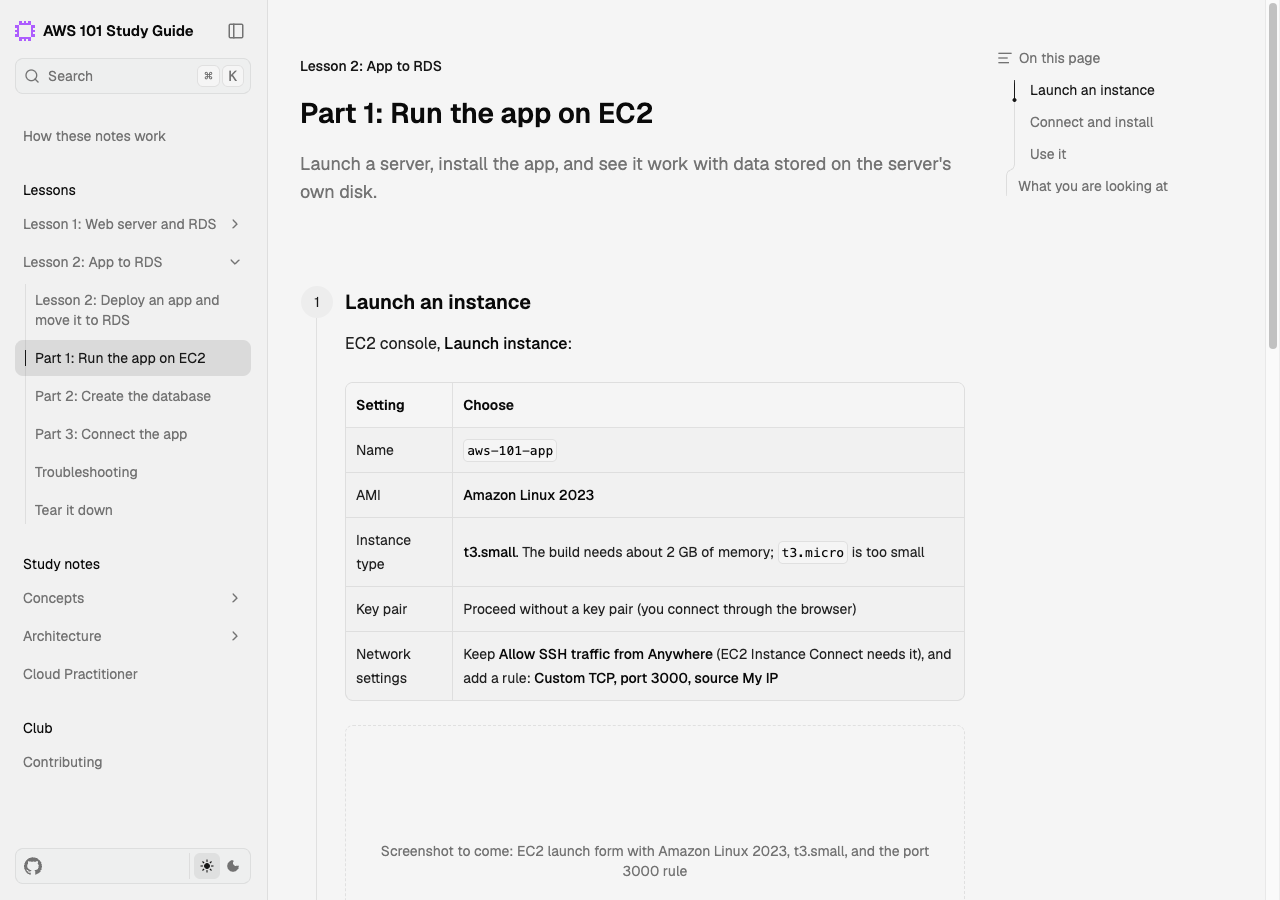 AWS 101 Study Guide
Search
⌘ K
How these notes work
Lessons
Lesson 1: Web server and RDS
Lesson 2: App to RDS
Lesson 2: Deploy an app and
move it to RDS
Part 1: Run the app on EC2
Part 2: Create the database
Part 3: Connect the app
Troubleshooting
Tear it down
Study notes
Concepts
Architecture
Cloud Practitioner
Club
Contributing
Lesson 2: App to RDS
Part 1: Run the app on EC2
Launch a server, install the app, and see it work with data stored on the server's
own disk.
1 Launch an instance
EC2 console, Launch instance:
Setting Choose
Name aws-101-app
AMI Amazon Linux 2023
Instance
type
t3.small. The build needs about 2 GB of memory; t3.micro is too small
Key pair Proceed without a key pair (you connect through the browser)
Network
settings
Keep Allow SSH traffic from Anywhere (EC2 Instance Connect needs it), and
add a rule: Custom TCP, port 3000, source My IP
Screenshot to come: EC2 launch form with Amazon Linux 2023, t3.small, and the port
3000 rule
On this page
Launch an instance
Connect and install
Use it
What you are looking at